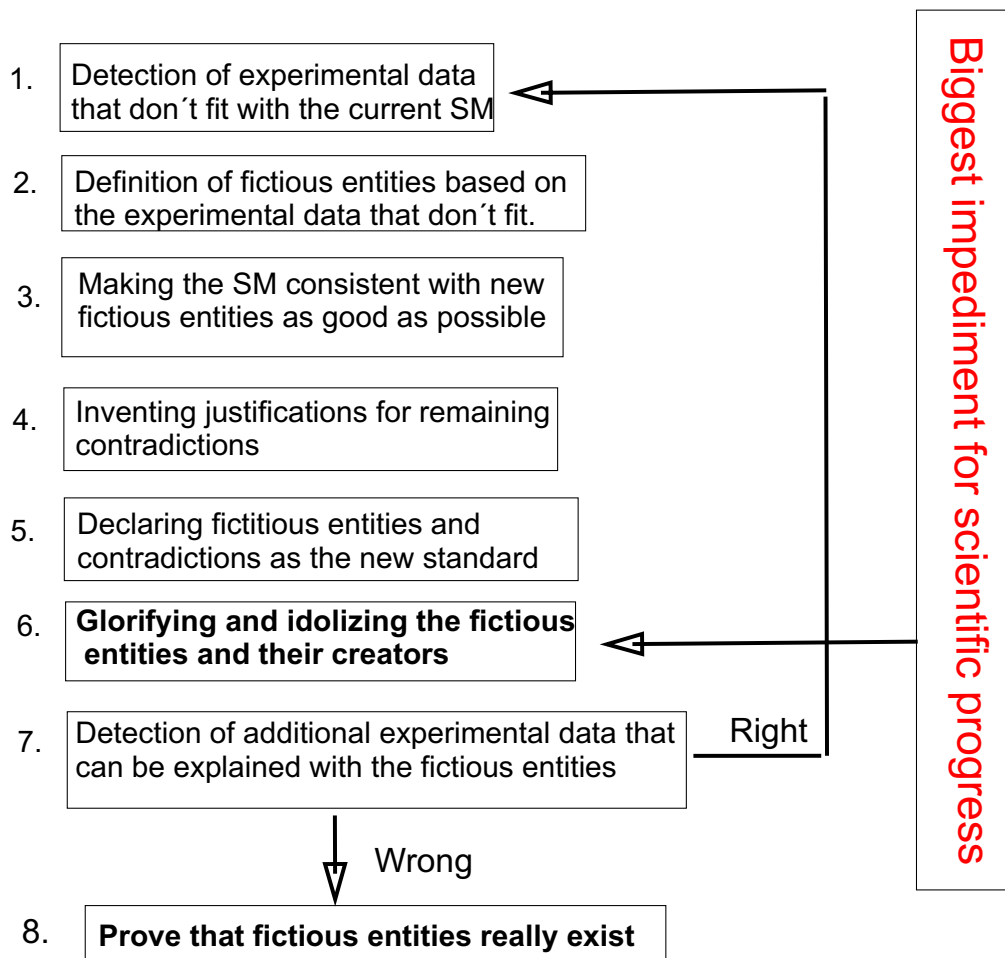 1. Detection of experimental data
that don´t fit with the current SM
2. Definition of fictious entities based on
the experimental data that don´t fit.
3. Making the SM consistent with new
fictious entities as good as possible
4. Inventing justifications for remaining
contradictions
5. Declaring fictitious entities and
contradictions as the new standard
6. Glorifying and idolizing the fictious
entities and their creators
7. Detection of additional experimental data that
can be explained with the fictious entities
Right
Wrong
8. Prove that fictious entities really exist
Biggest impediment for scientific progress